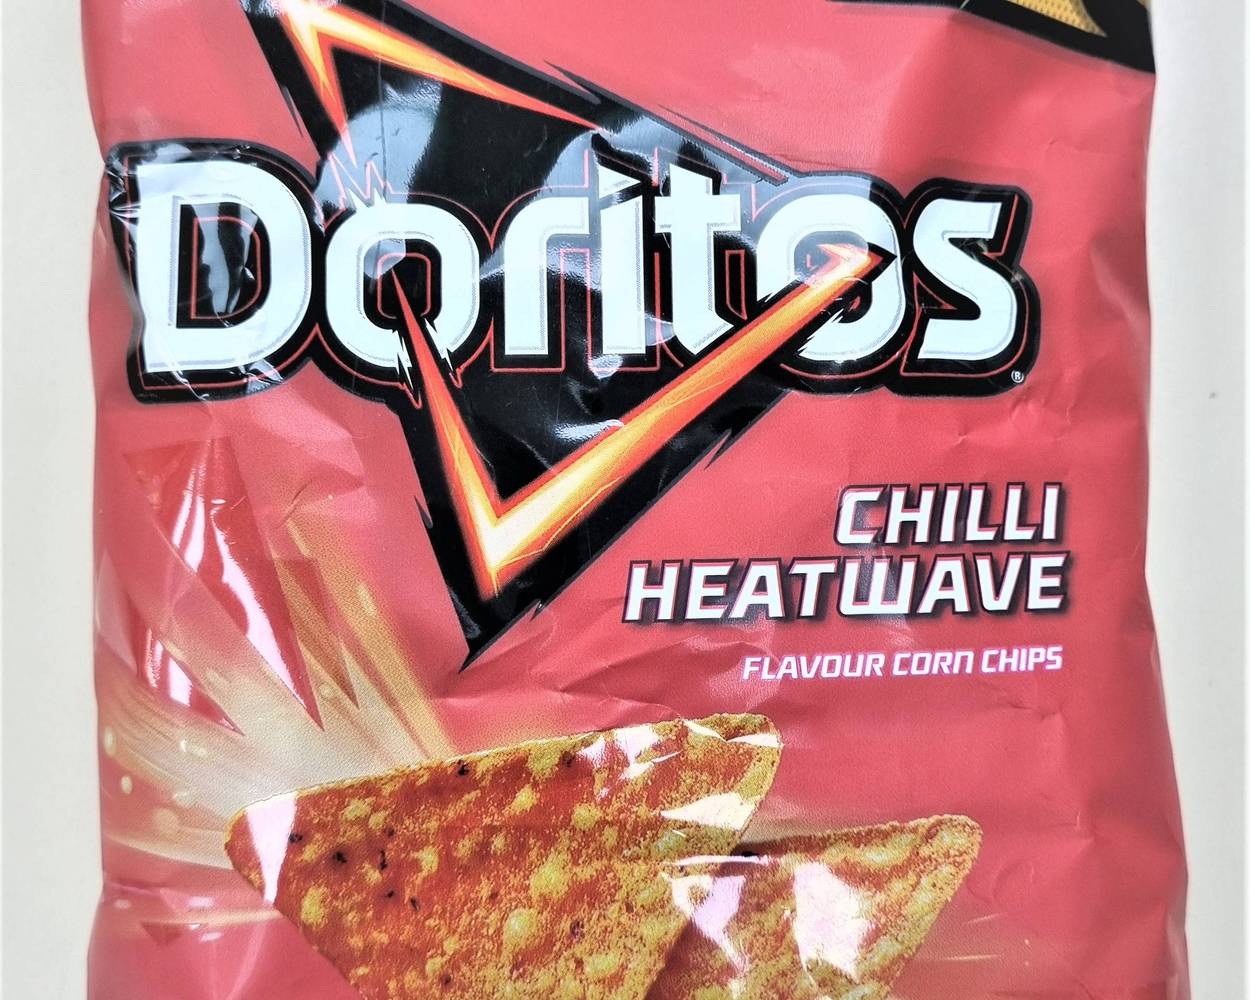 Doritos®
CHILLI
HEATWAVE
FLAVOUR CORN CHIPS